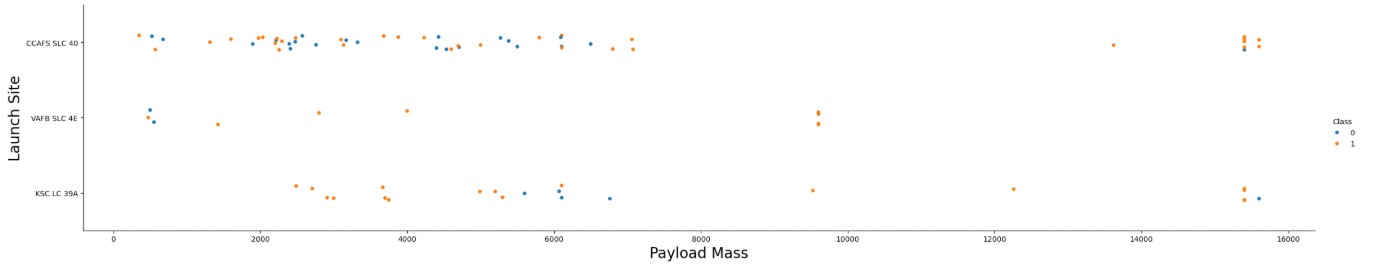 Launch Site
CCAFS SLC 40
VAFB SLC 4E
KSC LC 39A
0 2000 4000 6000 8000 10000 12000 14000 16000
Payload Mass
Class
0
1